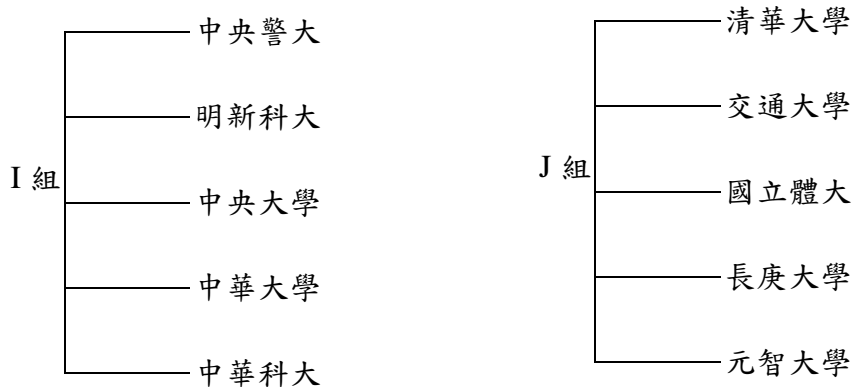 I 組
中央警大
明新科大
中央大學
中華大學
中華科大
J 組
清華大學
交通大學
國立體大
長庚大學
元智大學